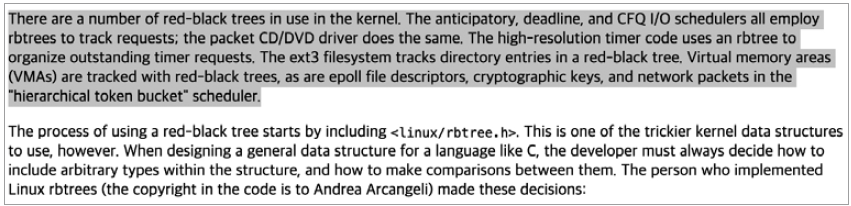 There are a number of red-black trees in use in the kernel. The anticipatory, deadline, and CFQ I/O schedulers all employ
rbtrees to track requests; the packet CD/DVD driver does the same. The high-resolution timer code uses an rbtree to
organize outstanding timer requests. The ext3 filesystem tracks directory entries in a red-black tree. Virtual memory areas
(VMAs) are tracked with red-black trees, as are epoll file descriptors, cryptographic keys, and network packets in the
"hierarchical token bucket" scheduler.
The process of using a red-black tree starts by including <linux/rbtree.h>. This is one of the trickier kernel data structures
to use, however. When designing a general data structure for a language like C, the developer must always decide how to
include arbitrary types within the structure, and how to make comparisons between them. The person who implemented
Linux rbtrees (the copyright in the code is to Andrea Arcangeli) made these decisions: